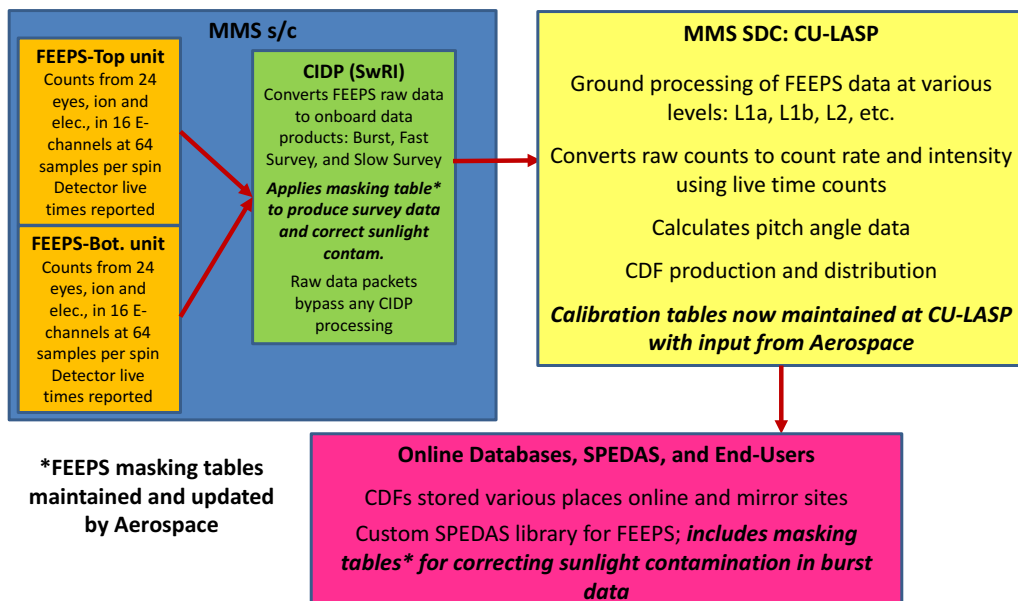 MMS s/c
FEEPS-Top unit
Counts from 24
eyes, ion and
elec., in 16 E-
channels at 64
samples per spin
Detector live
times reported
FEEPS-Bot. unit
Counts from 24
eyes, ion and
elec., in 16 E-
channels at 64
samples per spin
Detector live
times reported
CIDP (SwRI)
Converts FEEPS raw data
to onboard data
products: Burst, Fast
Survey, and Slow Survey
Applies masking table*
to produce survey data
and correct sunlight
contam.
Raw data packets
bypass any CIDP
processing
MMS SDC: CU-LASP
Ground processing of FEEPS data at various
levels: L1a, L1b, L2, etc.
Converts raw counts to count rate and intensity
using live time counts
Calculates pitch angle data
CDF production and distribution
Calibration tables now maintained at CU-LASP
with input from Aerospace
*FEEPS masking tables
maintained and updated
by Aerospace
Online Databases, SPEDAS, and End-Users
CDFs stored various places online and mirror sites
Custom SPEDAS library for FEEPS; includes masking
tables* for correcting sunlight contamination in burst
data